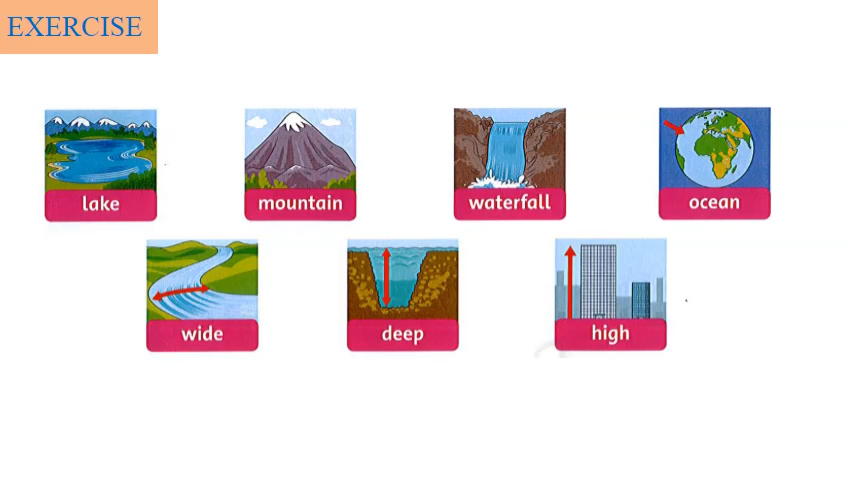 EXERCISE
lake
mountain
waterfall
ocean
wide
deep
high